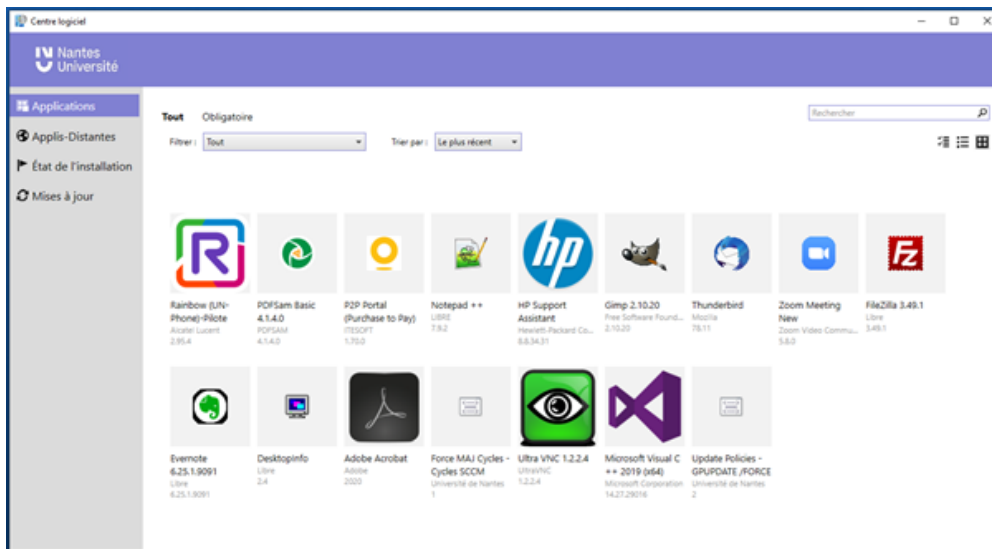 Centre logiciel
Nantes
Université
Applications
Applis-Distantes
État de l'installation
Mises à jour
Tout Obligatoire
Rechercher
Filtrer : Tout Trier par : Le plus récent
R
hp
Fz
Rainbow (UN-
Phone)-Pilote
Alcatel Lucent
2.95.4
PDFSam Basic
4.1.4.0
PDFSAM
4.1.4.0
P2P Portal
(Purchase to Pay)
ITESOFT
1.70.0
Notepad ++
LIBRE
7.9.2
HP Support
Assistant
Hewlett-Packard Co...
8.8.34.31
Gimp 2.10.20
Free Software Found...
2.10.20
Thunderbird
Mozilla
78.11
Zoom Meeting
New
Zoom Video Commu...
5.8.0
FileZilla 3.49.1
Libre
3.49.1
Evernote
6.25.1.9091
Libre
6.25.1.9091
DesktopInfo
Libre
2.4
Adobe Acrobat
Adobe
2020
Force MAJ Cycles -
Cycles SCCM
Université de Nantes
1
Ultra VNC 1.2.2.4
UltraVNC
1.2.2.4
Microsoft Visual C
++ 2019 (x64)
Microsoft Corporation
14.27.29016
Update Policies -
GPUPDATE /FORCE
Université de Nantes
2